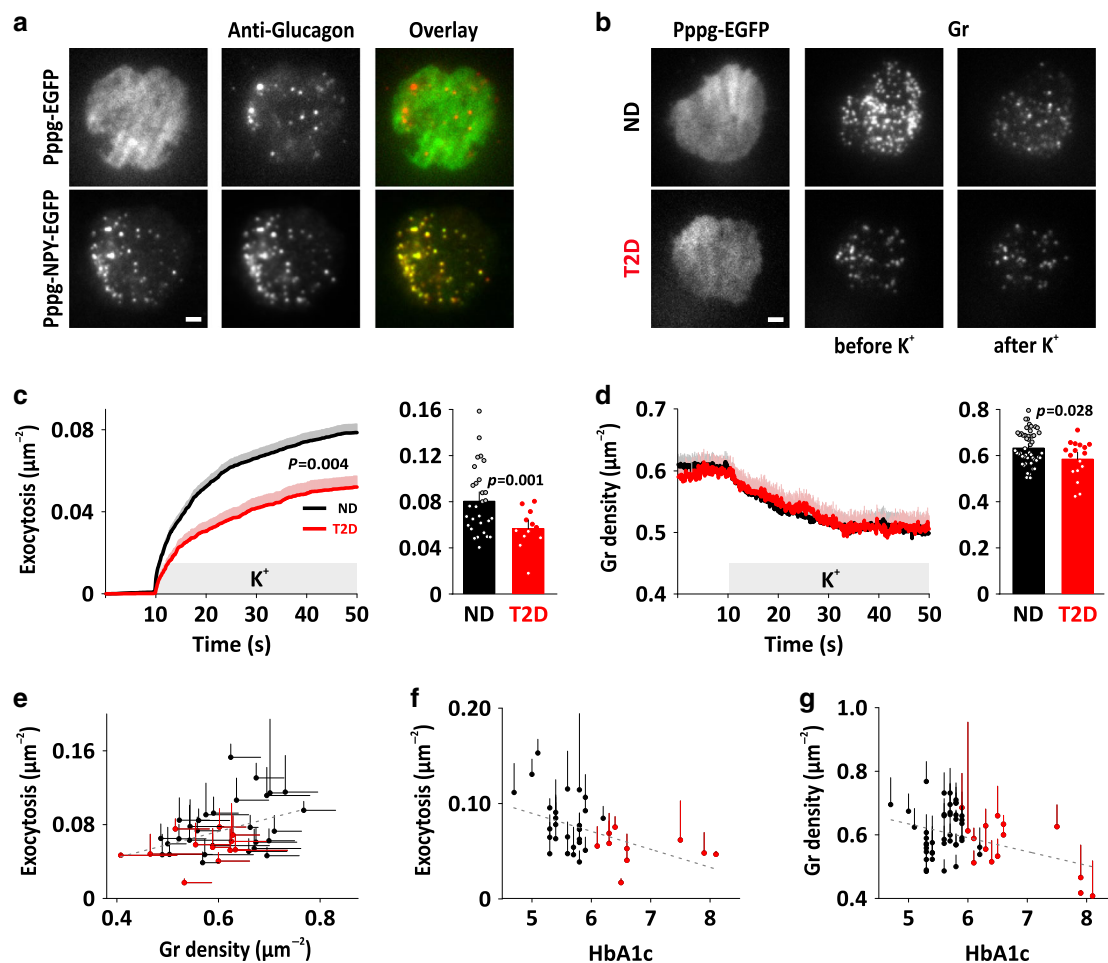 a
Anti-Glucagon
Overlay
Pppg-EGFP
Pppg-NPY-EGFP
b
Pppg-EGFP
Gr
ND
T2D
before K⁺
after K⁺
c
Exocytosis (µm⁻²)
0.08
0.04
0
P=0.004
ND
T2D
K⁺
10 20 30 40 50
Time (s)
0.16
0.12
0.08
0.04
0
p=0.001
ND T2D
d
Gr density (µm⁻²)
0.7
0.6
0.5
0.4
K⁺
10 20 30 40 50
Time (s)
0.8
0.6
0.4
0.2
0
p=0.028
ND T2D
e
Exocytosis (µm⁻²)
0.16
0.08
0
0.4 0.6 0.8
Gr density (µm⁻²)
f
Exocytosis (µm⁻²)
0.20
0.10
0
5 6 7 8
HbA1c
g
Gr density (µm⁻²)
1.0
0.8
0.6
0.4
5 6 7 8
HbA1c